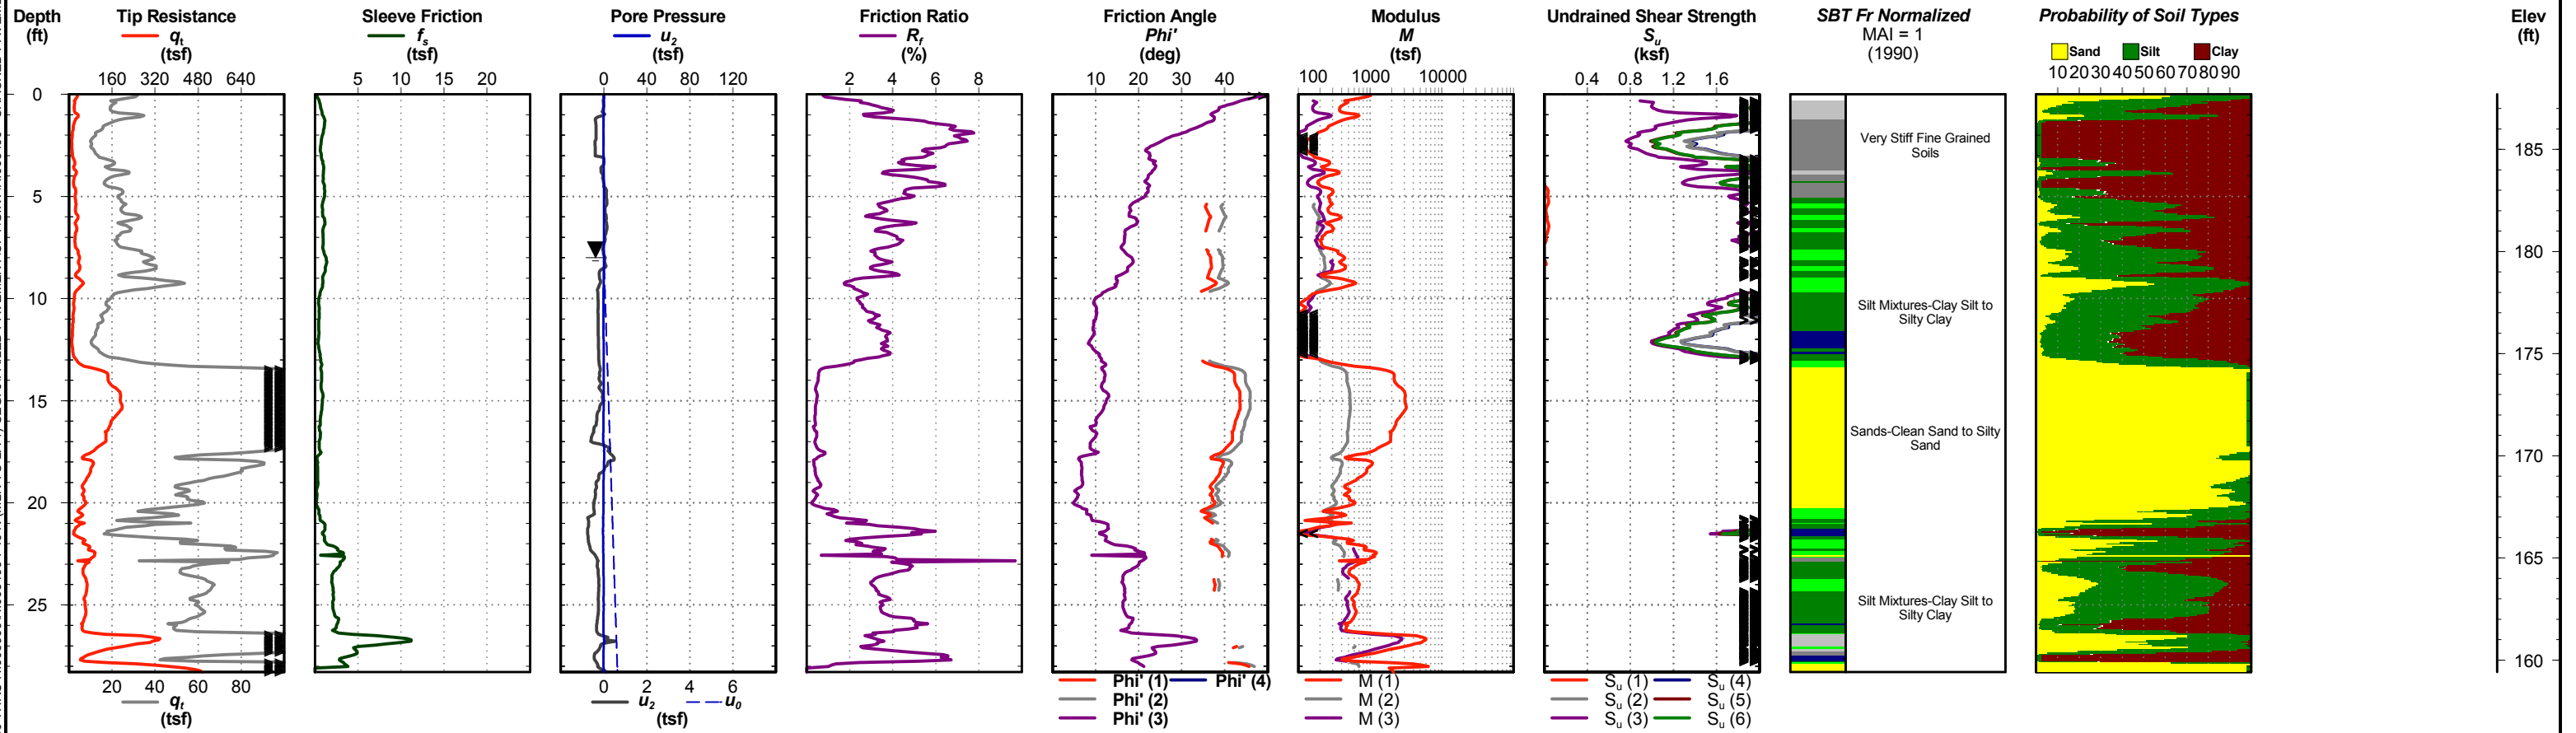 Depth
(ft)
Tip Resistance
qt
(tsf)
Sleeve Friction
fs
(tsf)
Pore Pressure
u2
(tsf)
Friction Ratio
Rf
(%)
Friction Angle
Phi'
(deg)
Modulus
M
(tsf)
Undrained Shear Strength
Su
(ksf)
SBT Fr Normalized
MAI = 1
(1990)
Probability of Soil Types
Sand Silt Clay
Elev
(ft)
160 320 480 640
5 10 15 20
0 40 80 120
2 4 6 8
10 20 30 40
100 1000 10000
0.4 0.8 1.2 1.6
10 20 30 40 50 60 70 80 90
0
5
10
15
20
25
Very Stiff Fine Grained
Soils
Silt Mixtures-Clay Silt to
Silty Clay
Sands-Clean Sand to Silty
Sand
Silt Mixtures-Clay Silt to
Silty Clay
185
180
175
170
165
160
20 40 60 80
qt
(tsf)
0 2 4 6
u2 u0
(tsf)
Phi' (1) Phi' (4)
Phi' (2)
Phi' (3)
M (1)
M (2)
M (3)
Su (1) Su (4)
Su (2) Su (5)
Su (3) Su (6)